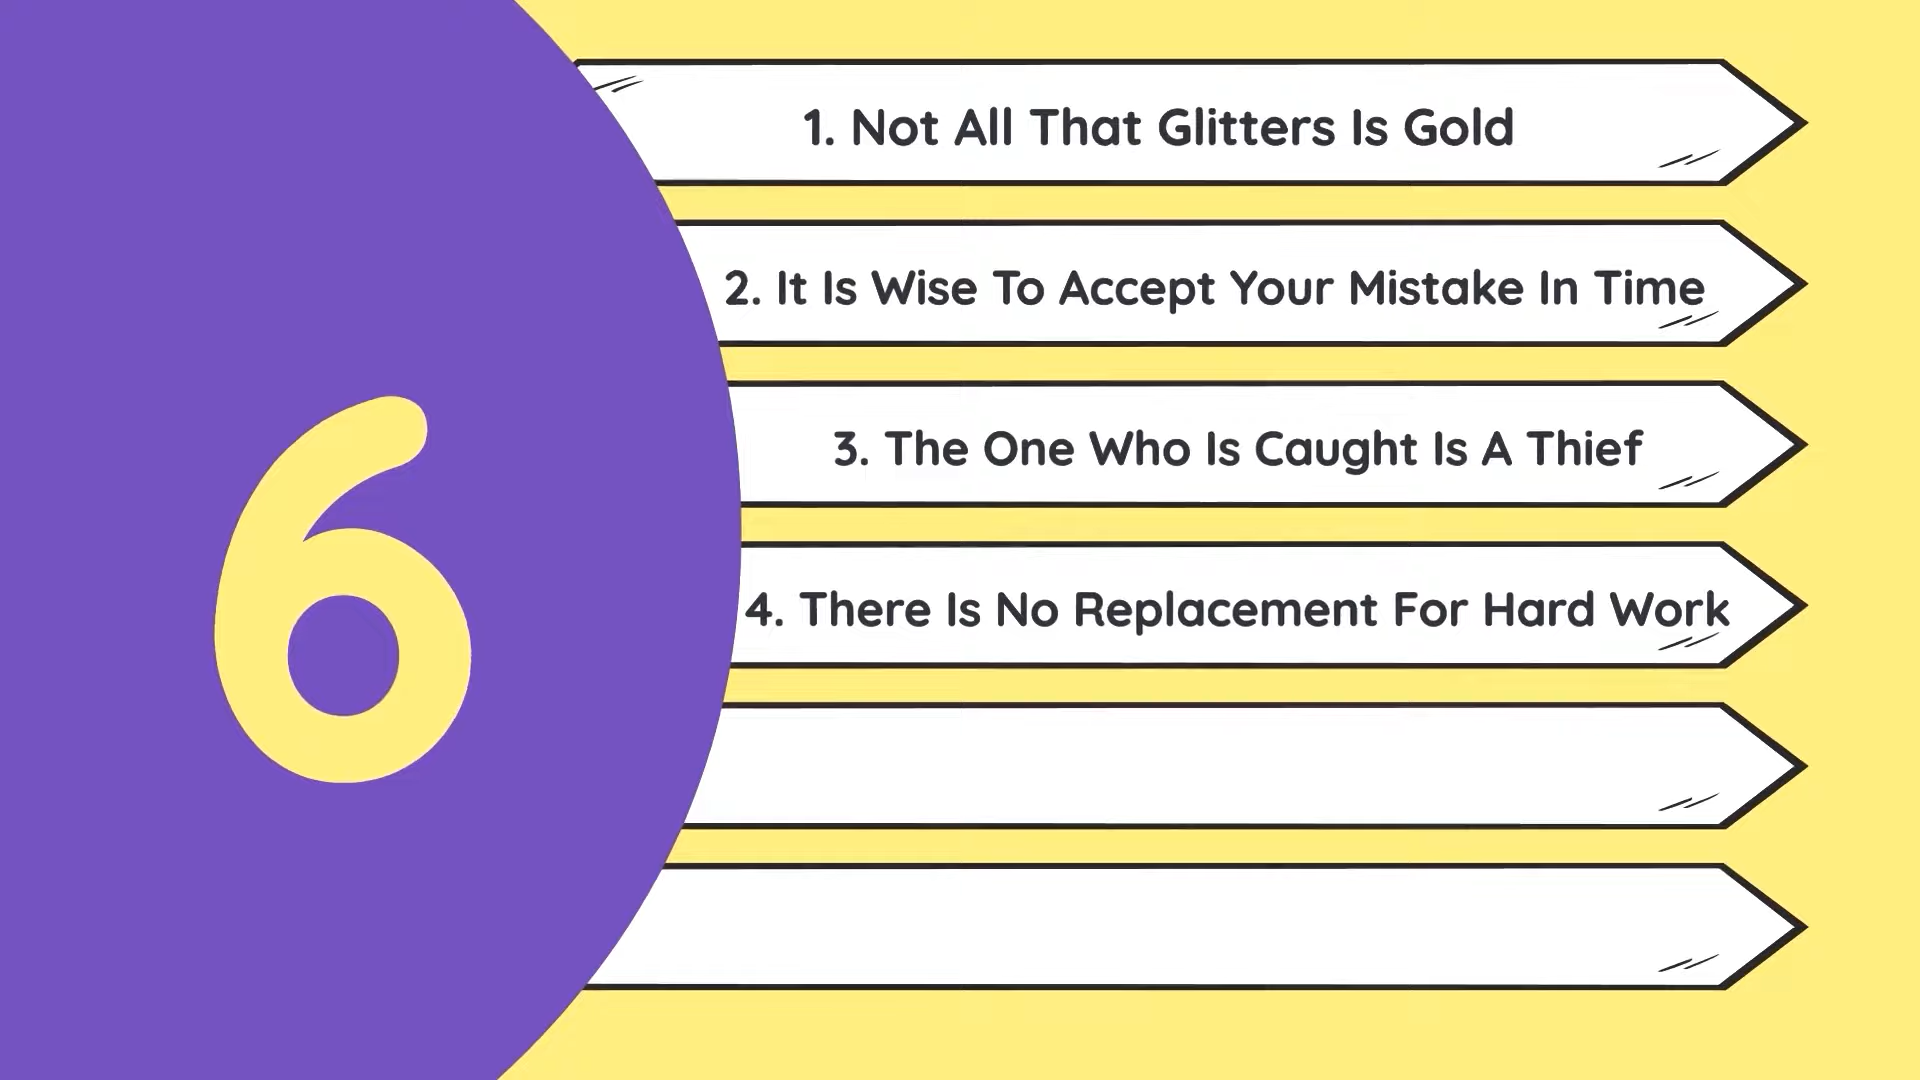 6
1. Not All That Glitters Is Gold
2. It Is Wise To Accept Your Mistake In Time
3. The One Who Is Caught Is A Thief
4. There Is No Replacement For Hard Work